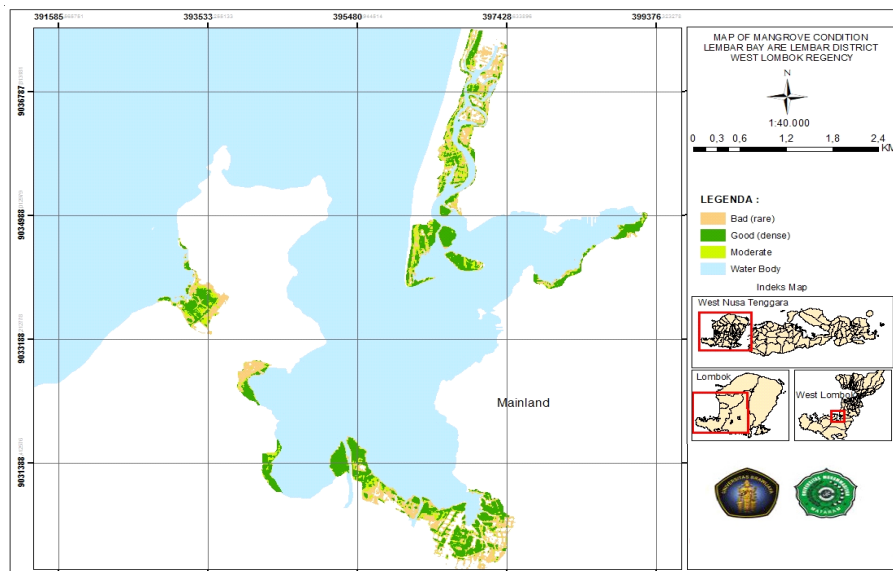 391585
393533
395480
397428
399376
9036787
9034988
9033188
9031388
Mainland
MAP OF MANGROVE CONDITION
LEMBAR BAY ARE LEMBAR DISTRICT
WEST LOMBOK REGENCY
N
1:40.000
0 0,3 0,6 1,2 1,8 2,4
KM
LEGENDA :
Bad (rare)
Good (dense)
Moderate
Water Body
Indeks Map
West Nusa Tenggara
Lombok
West Lombok
UNIVERSITAS BRAWIJAYA